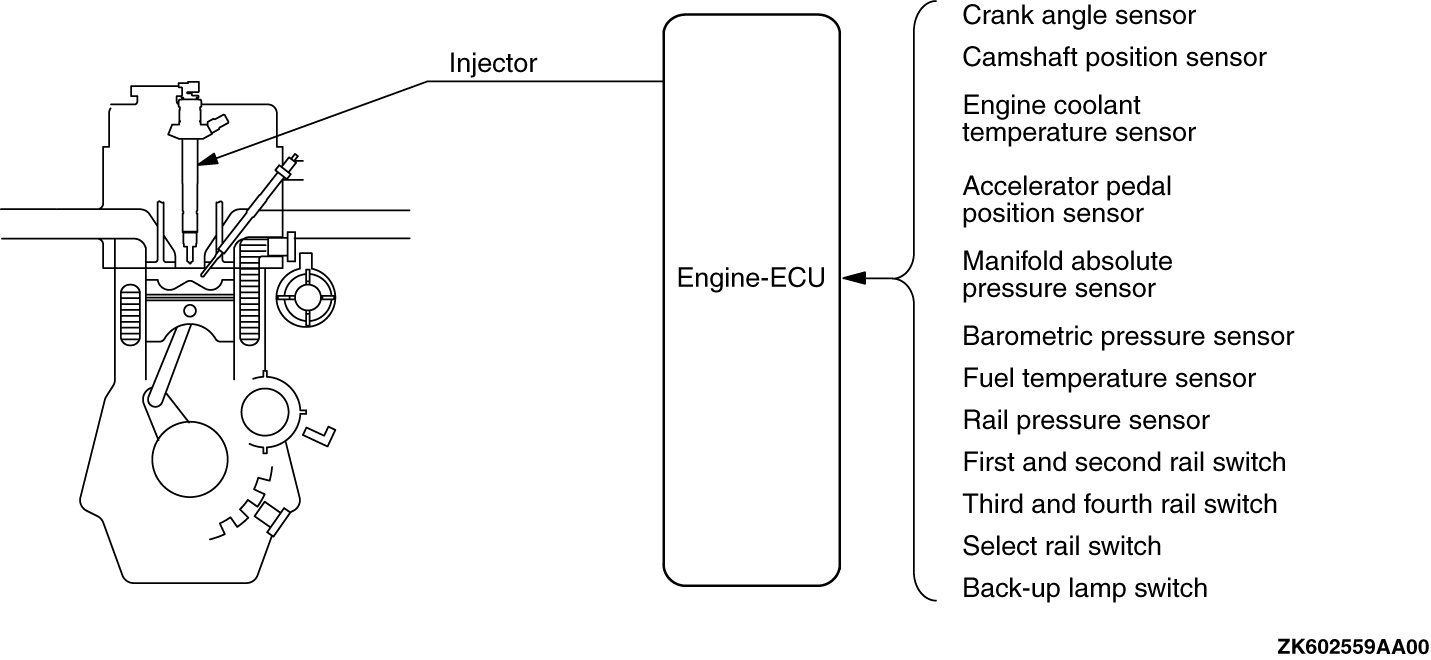 Crank angle sensor
Camshaft position sensor
Injector
Engine coolant
temperature sensor
Accelerator pedal
position sensor
Manifold absolute
pressure sensor
Engine-ECU
Barometric pressure sensor
Fuel temperature sensor
Rail pressure sensor
First and second rail switch
Third and fourth rail switch
Select rail switch
Back-up lamp switch
ZK602559AA00